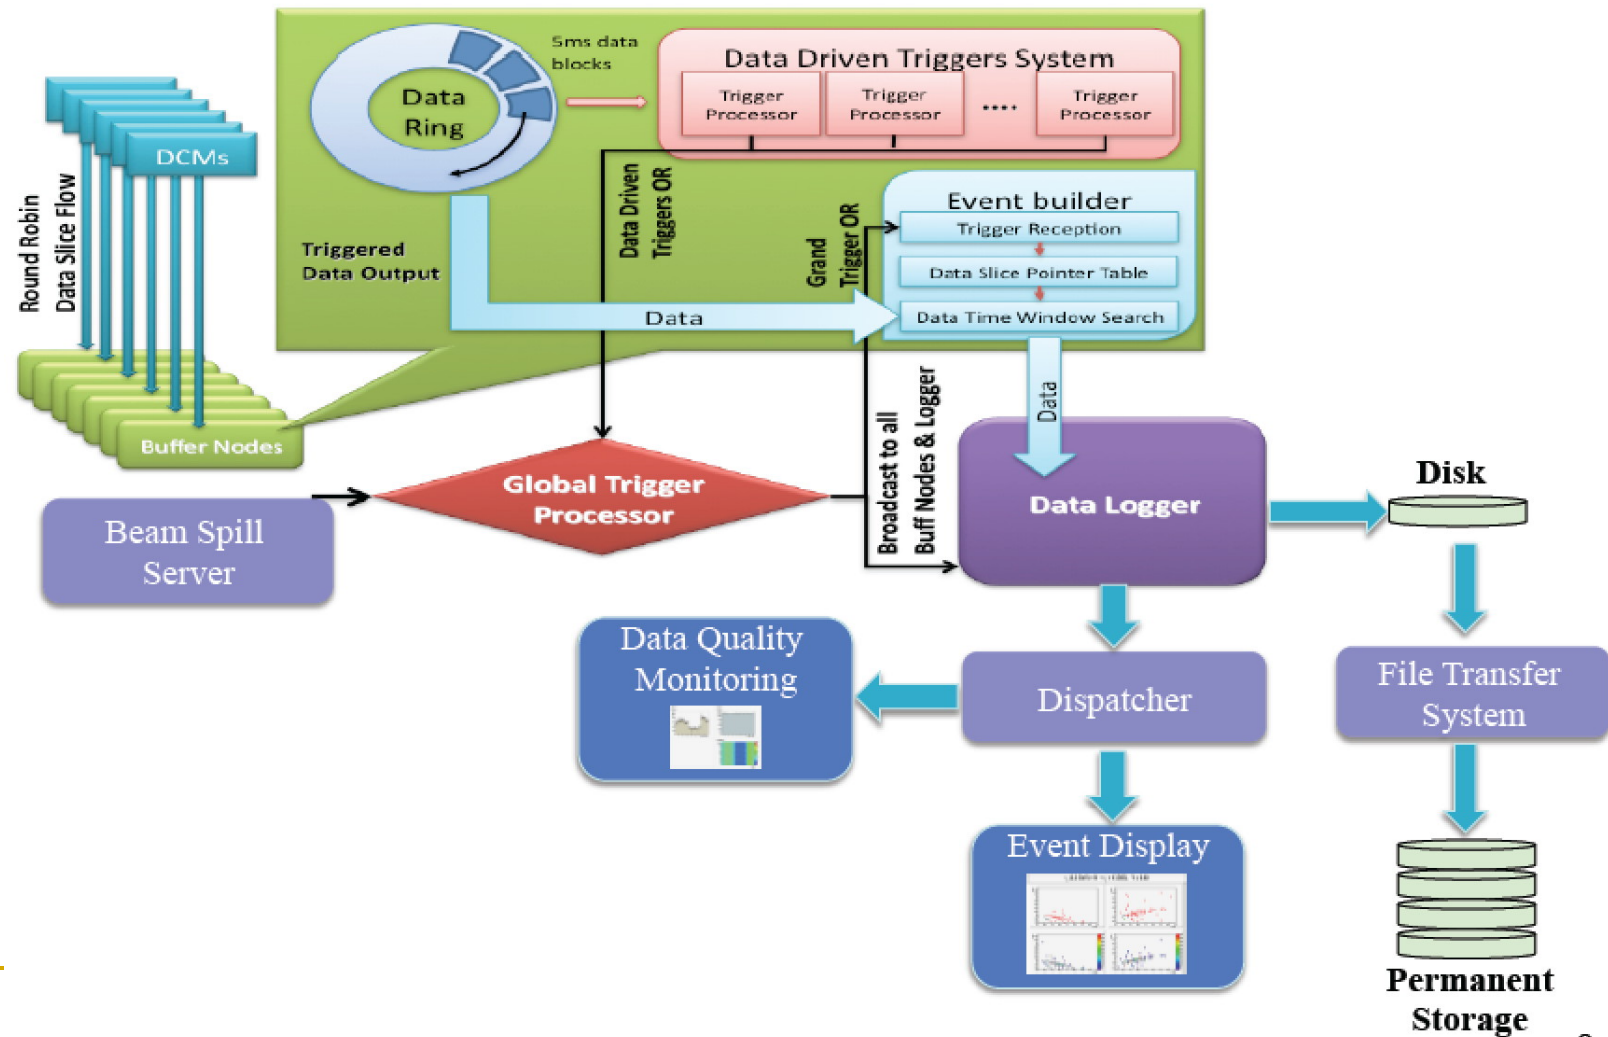 5ms data
blocks
Data
Ring
Data Driven Triggers System
Trigger
Processor
Trigger
Processor
....
Trigger
Processor
DCMs
Round Robin
Data Slice Flow
Data Driven
Triggers OR
Event builder
Trigger Reception
Data Slice Pointer Table
Data Time Window Search
Grand
Trigger OR
Triggered
Data Output
Data
Data
Buffer Nodes
Broadcast to all
Buff Nodes & Logger
Global Trigger
Processor
Beam Spill
Server
Data Logger
Disk
Data Quality
Monitoring
Dispatcher
File Transfer
System
Event Display
Permanent
Storage